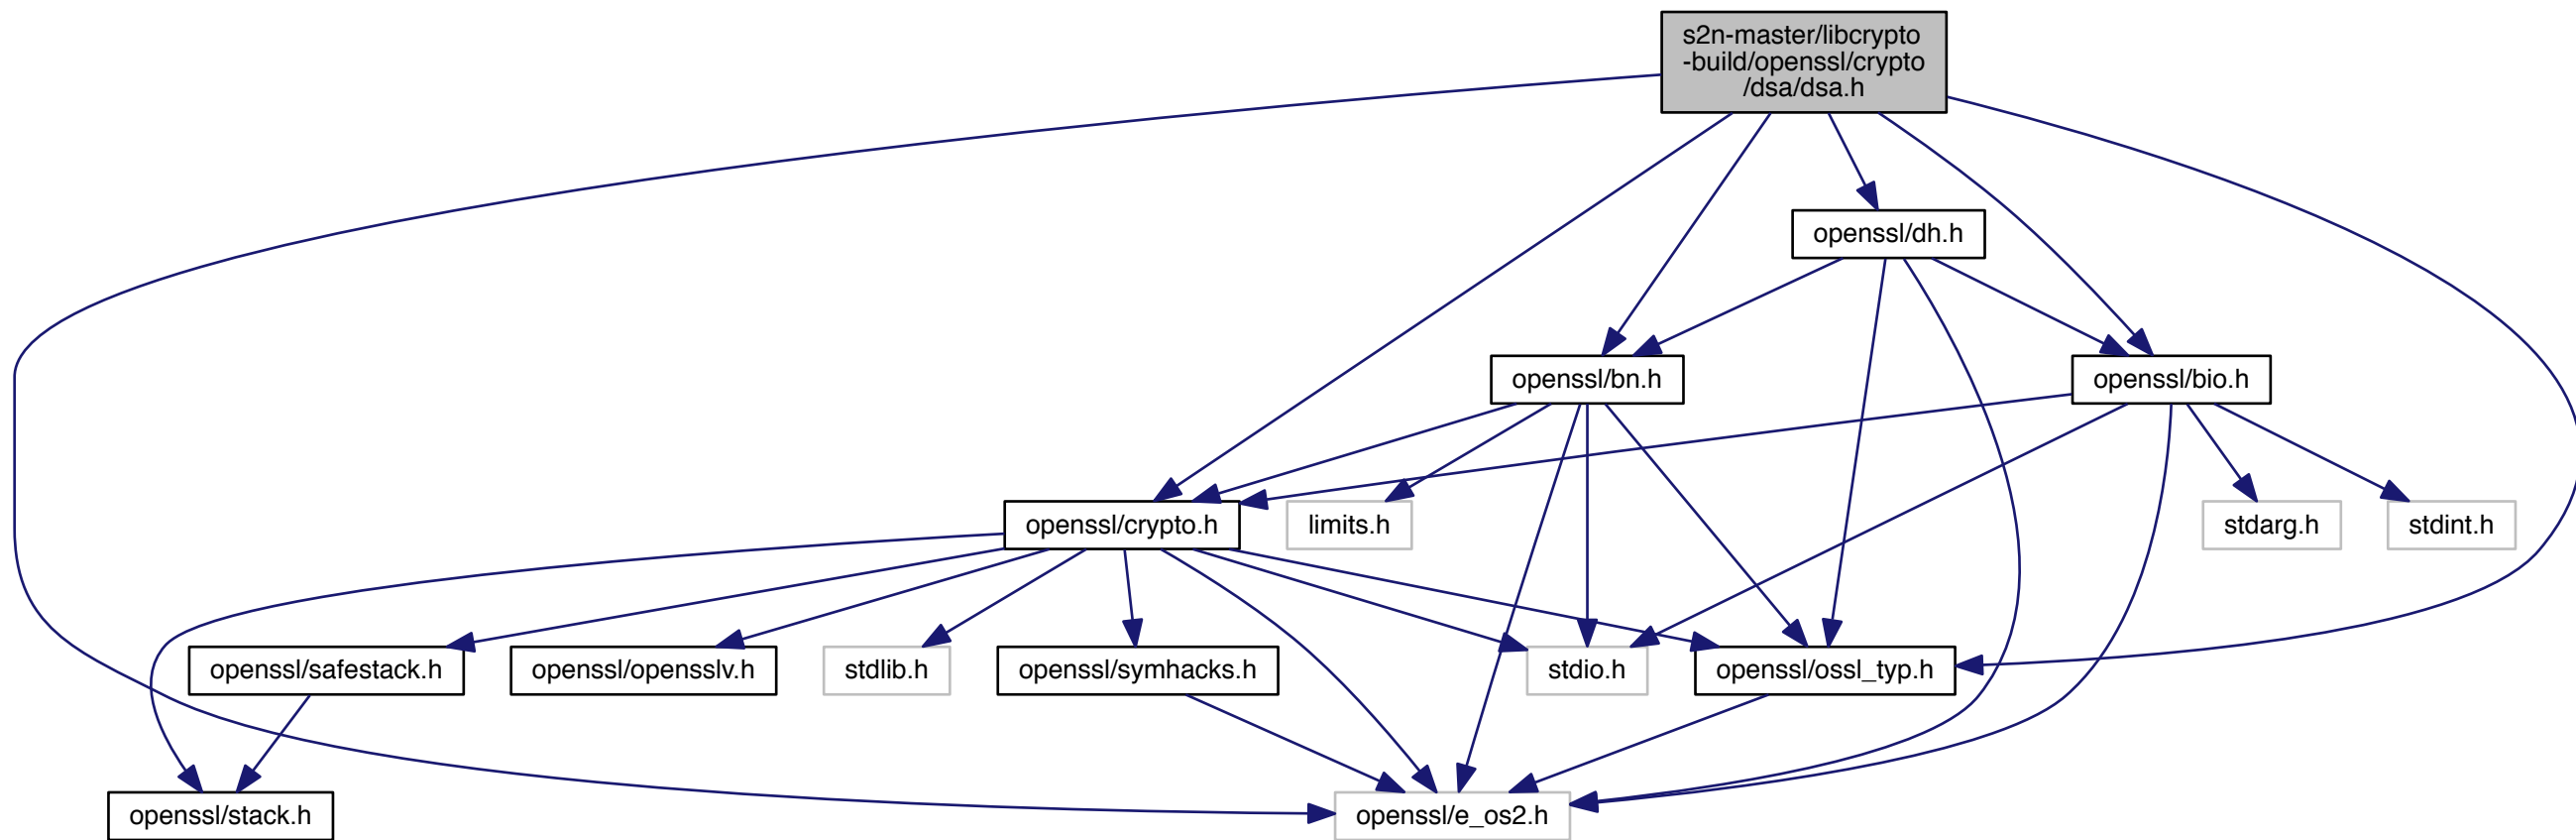 s2n-master/libcrypto
-build/openssl/crypto
/dsa/dsa.h
openssl/dh.h
openssl/bn.h
openssl/bio.h
openssl/crypto.h
limits.h
stdarg.h
stdint.h
openssl/safestack.h
openssl/opensslv.h
stdlib.h
openssl/symhacks.h
stdio.h
openssl/ossl_typ.h
openssl/stack.h
openssl/e_os2.h